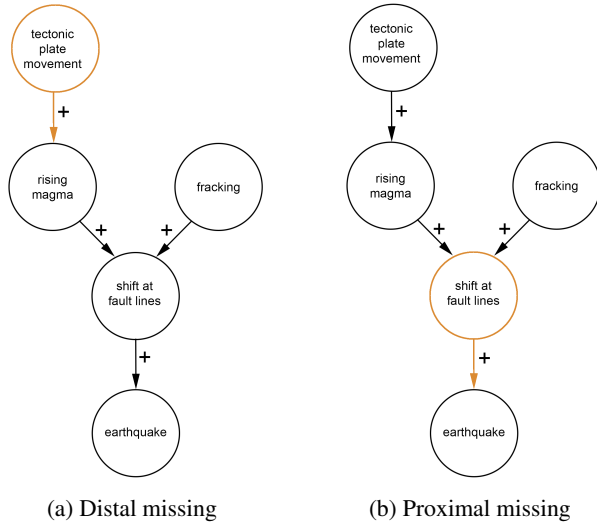 tectonic
plate
movement
+
rising
magma
fracking
+
+
shift at
fault lines
+
earthquake
(a) Distal missing
tectonic
plate
movement
+
rising
magma
fracking
+
+
shift at
fault lines
+
earthquake
(b) Proximal missing